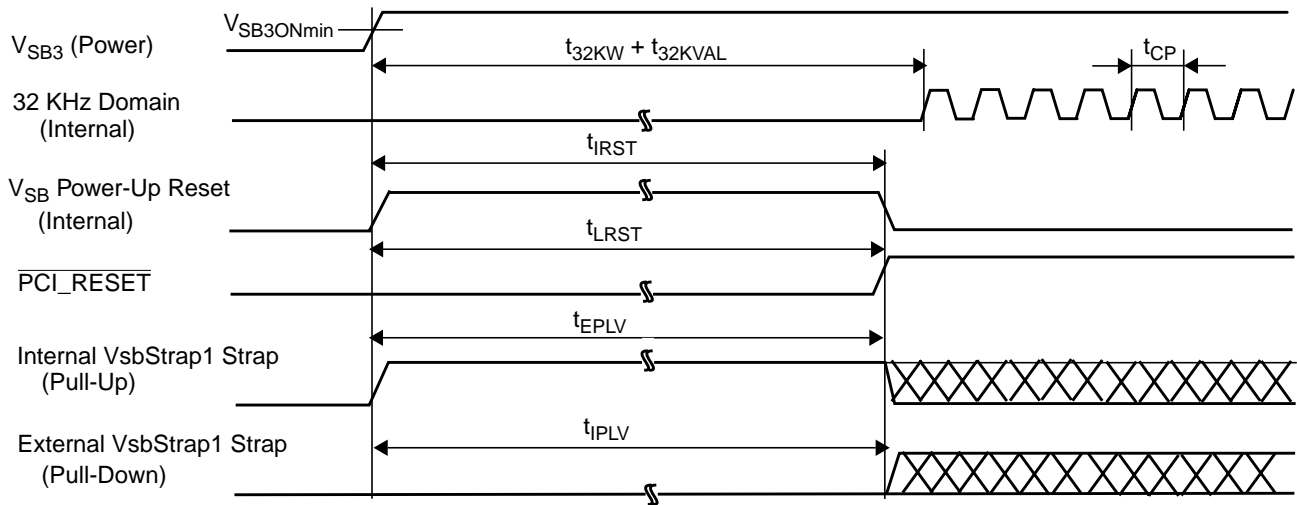 VSB3ONmin
VSB3 (Power)
t32KW + t32KVAL
tCP
32 KHz Domain
(Internal)
tIRST
VSB Power-Up Reset
(Internal)
tLRST
PCI_RESET
tEPLV
Internal VsbStrap1 Strap
(Pull-Up)
tIPLV
External VsbStrap1 Strap
(Pull-Down)